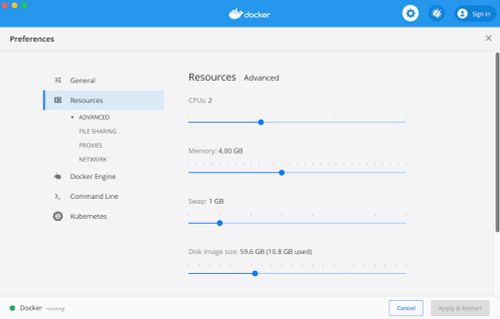 docker
Sign in
Preferences
General
Resources
ADVANCED
FILE SHARING
PROXIES
NETWORK
Docker Engine
Command Line
Kubernetes
Resources Advanced
CPUs: 2
Memory: 4.00 GB
Swap: 1 GB
Disk image size: 59.6 GB (10.8 GB used)
Docker running
Cancel
Apply & Restart